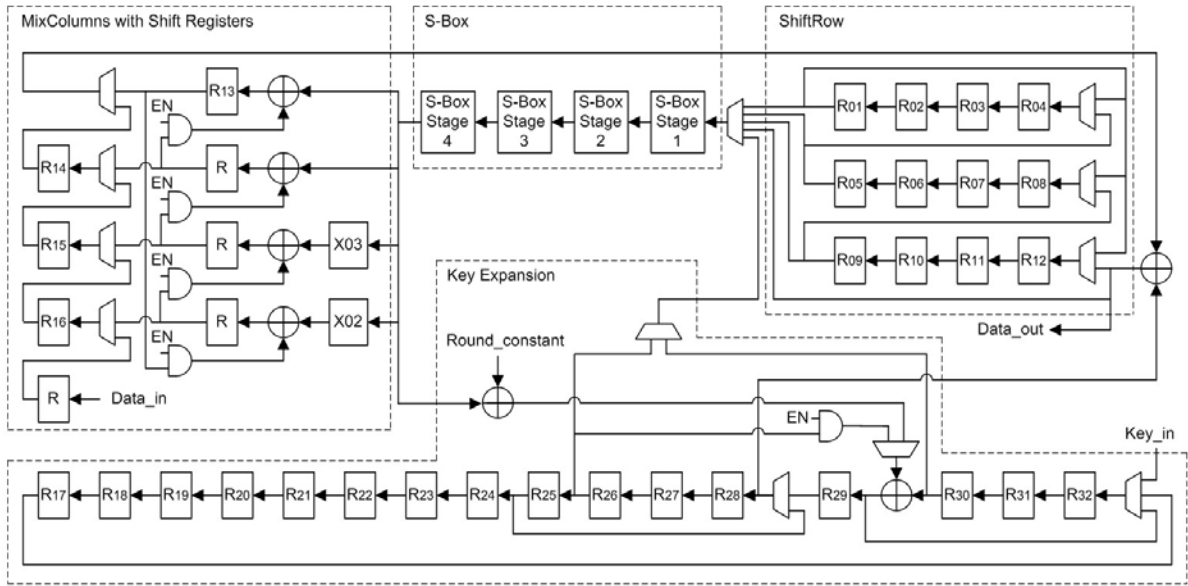 MixColumns with Shift Registers
S-Box
ShiftRow
R13
EN
R14
R
EN
R15
R
X03
EN
R16
R
X02
EN
R
Data_in
S-Box Stage 4
S-Box Stage 3
S-Box Stage 2
S-Box Stage 1
R01
R02
R03
R04
R05
R06
R07
R08
R09
R10
R11
R12
Data_out
Key Expansion
Round_constant
EN
Key_in
R17
R18
R19
R20
R21
R22
R23
R24
R25
R26
R27
R28
R29
R30
R31
R32